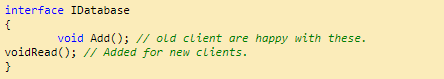 interface IDatabase
{
void Add(); // old client are happy with these.
voidRead(); // Added for new clients.
}